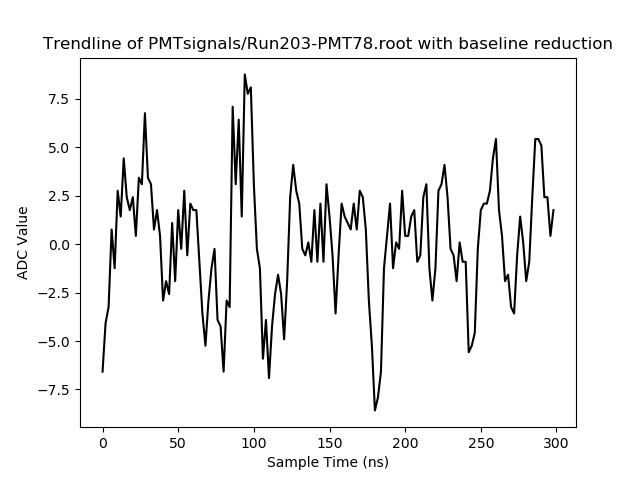 Trendline of PMTsignals/Run203-PMT78.root with baseline reduction
7.5
5.0
2.5
0.0
−2.5
−5.0
−7.5
ADC Value
0 50 100 150 200 250 300
Sample Time (ns)